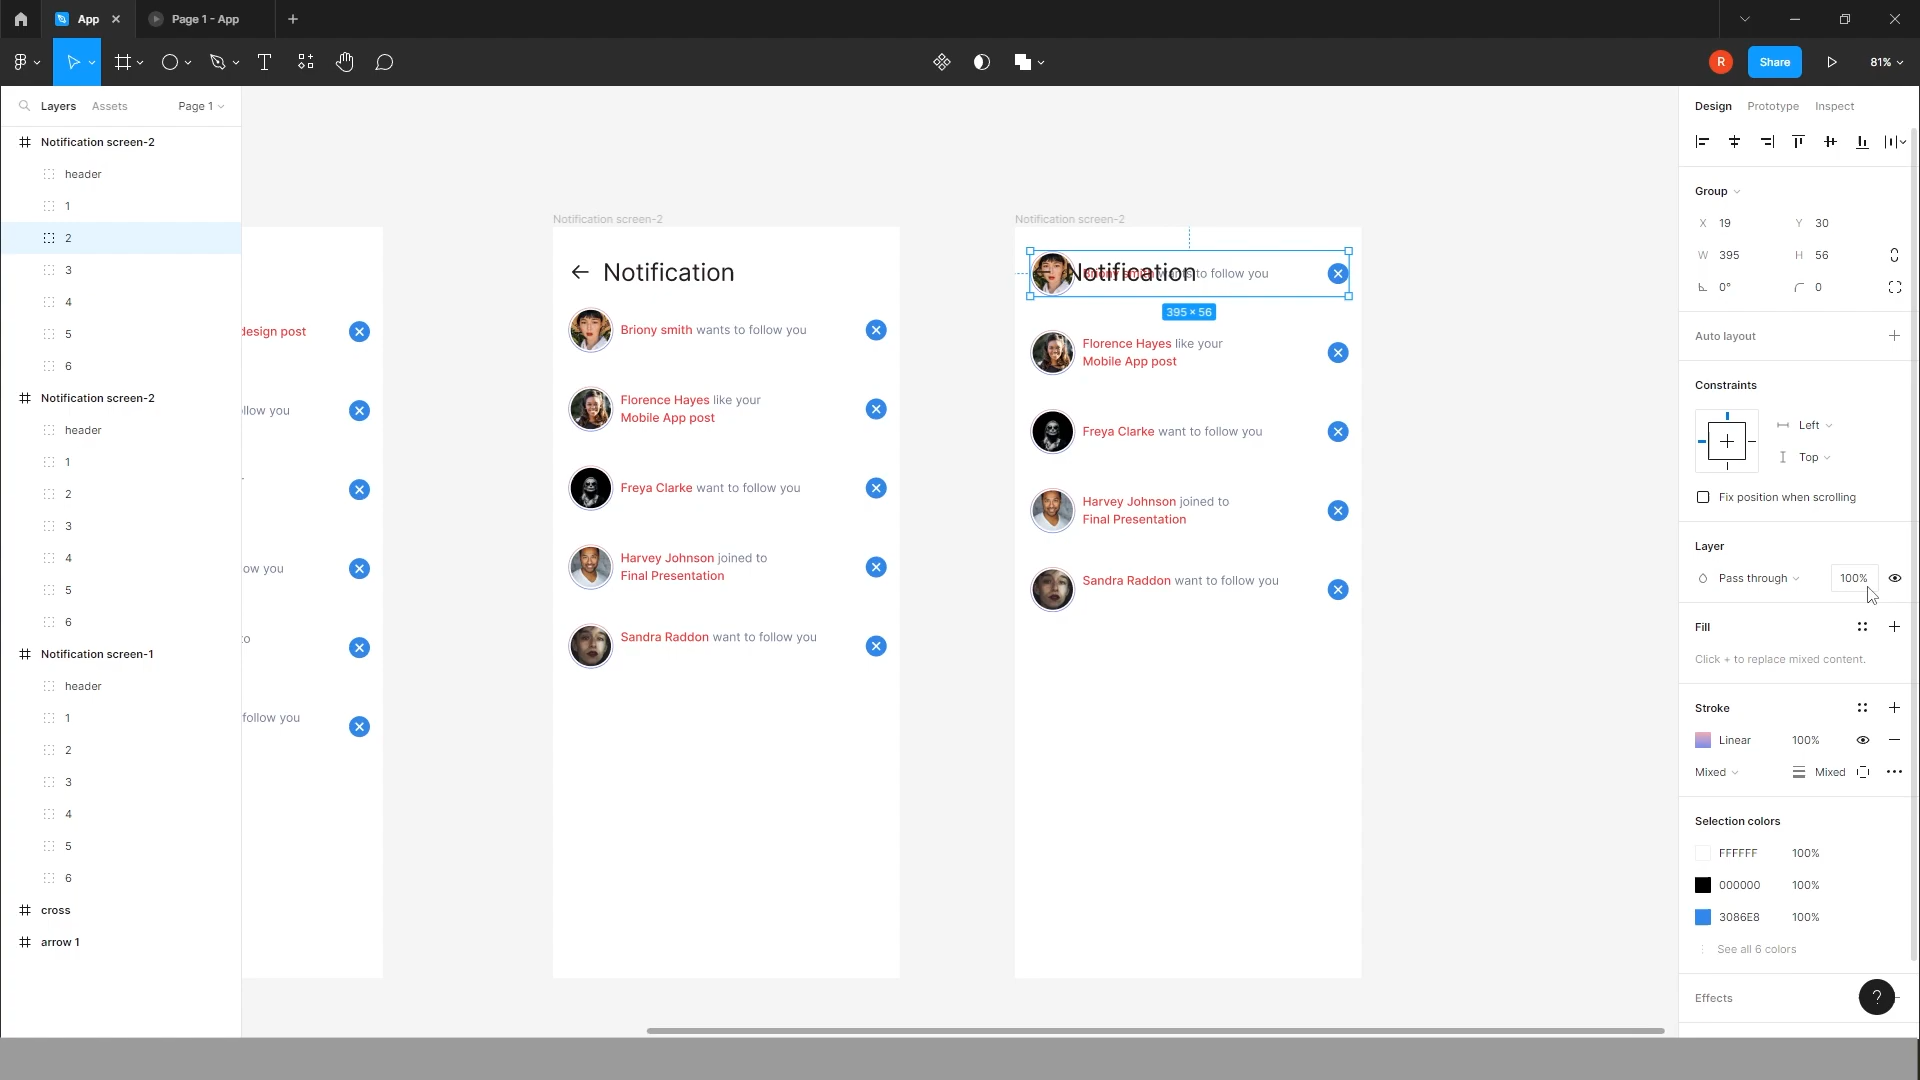 App
Page 1 - App
R
Share
81%
Layers
Assets
Page 1
Notification screen-2
header
1
2
3
4
5
6
Notification screen-2
header
1
2
3
4
5
6
Notification screen-1
header
1
2
3
4
5
6
cross
arrow 1
design post
llow you
ow you
to
follow you
Notification screen-2
Notification
Briony smith wants to follow you
Florence Hayes like your
Mobile App post
Freya Clarke want to follow you
Harvey Johnson joined to
Final Presentation
Sandra Raddon want to follow you
Notification screen-2
Notification
Briony smith wants to follow you
395 × 56
Florence Hayes like your
Mobile App post
Freya Clarke want to follow you
Harvey Johnson joined to
Final Presentation
Sandra Raddon want to follow you
Design
Prototype
Inspect
Group
X 19
Y 30
W 395
H 56
0°
0
Auto layout
Constraints
Left
Top
Fix position when scrolling
Layer
Pass through
100%
Fill
Click + to replace mixed content.
Stroke
Linear
100%
Mixed
Mixed
Selection colors
FFFFFF
100%
000000
100%
3086E8
100%
See all 6 colors
Effects
?